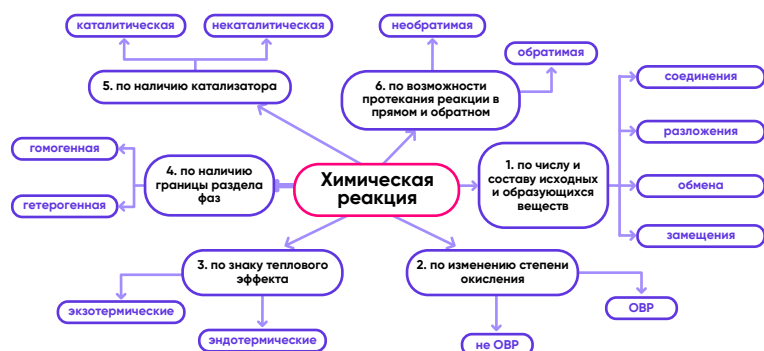 каталитическая
некаталитическая
5. по наличию катализатора
необратимая
обратимая
6. по возможности
протекания реакции в
прямом и обратном
соединения
разложения
обмена
замещения
1. по числу и
составу исходных
и образующихся
веществ
гомогенная
гетерогенная
4. по наличию
границы раздела
фаз
Химическая
реакция
3. по знаку теплового
эффекта
экзотермические
эндотермические
2. по изменению степени
окисления
ОВР
не ОВР